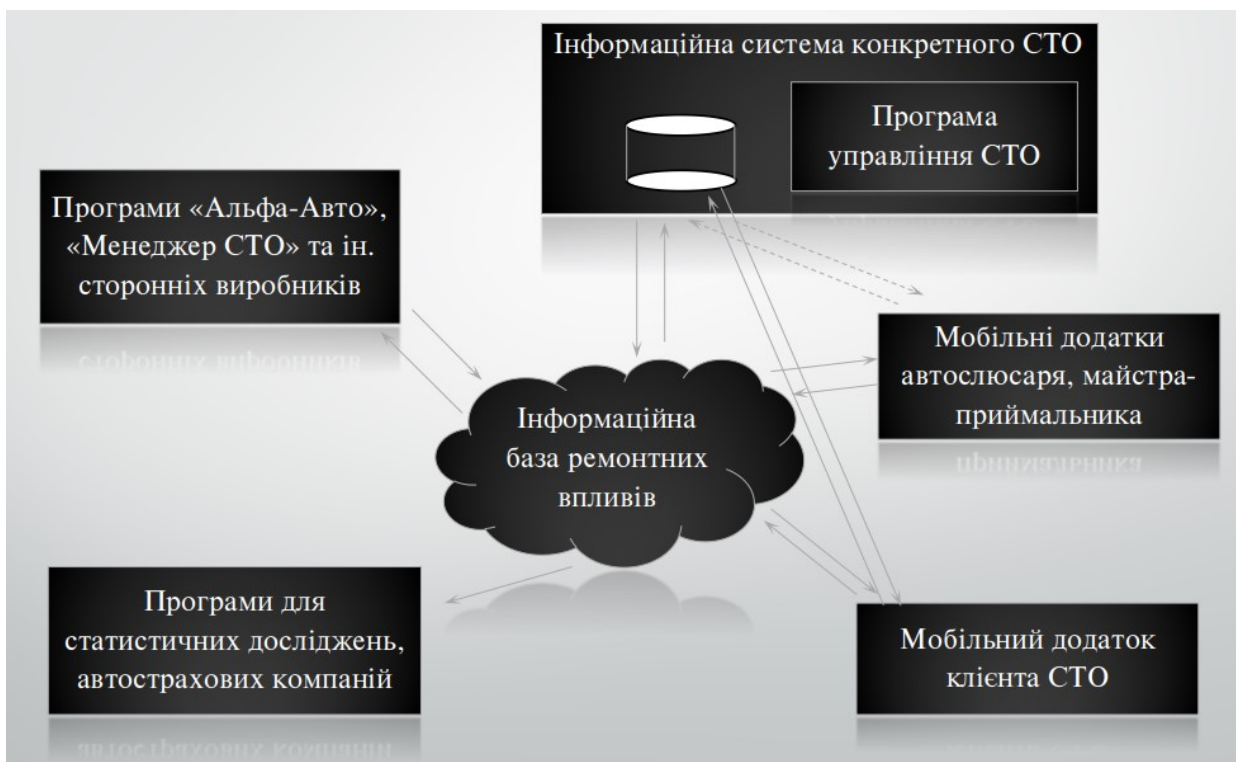 Інформаційна система конкретного СТО
Програма
управління СТО
Програми «Альфа-Авто»,
«Менеджер СТО» та ін.
сторонніх виробників
Мобільні додатки
автослюсаря, майстра-
приймальника
Інформаційна
база ремонтних
впливів
Програми для
статистичних досліджень,
автострахових компаній
Мобільний додаток
клієнта СТО